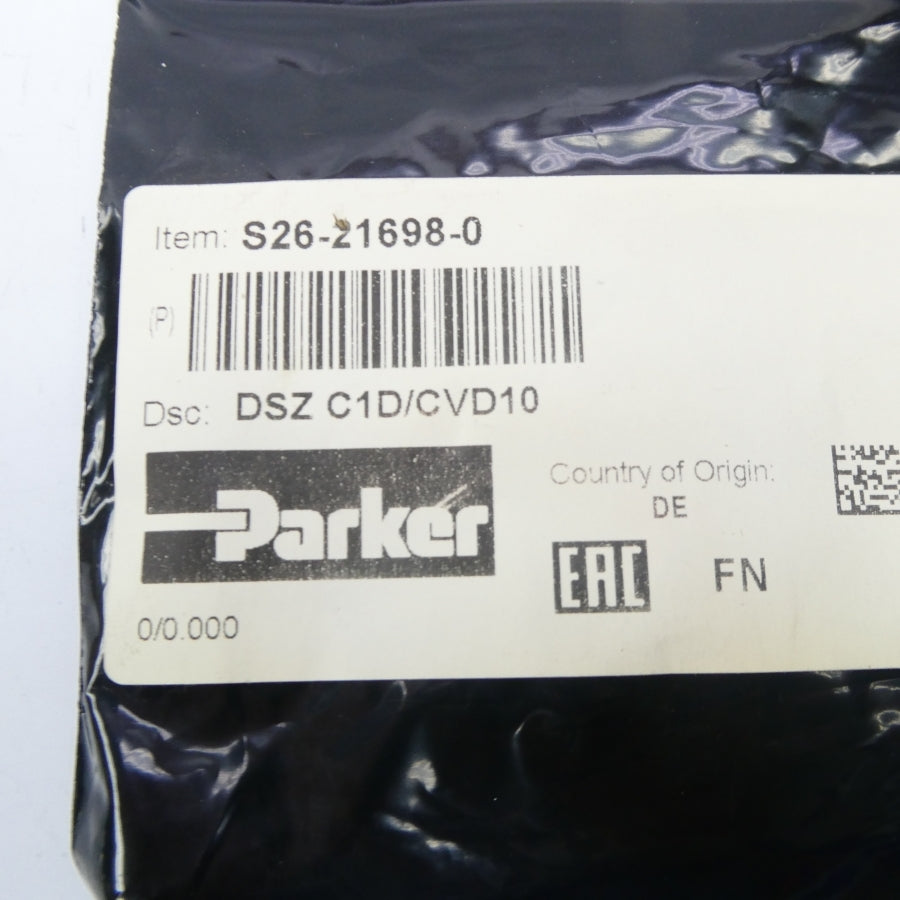 Item: S26-21698-0
(P)
Dsc: DSZ C1D/CVD10
Parker
Country of Origin:
DE
EAC FN
0/0.000